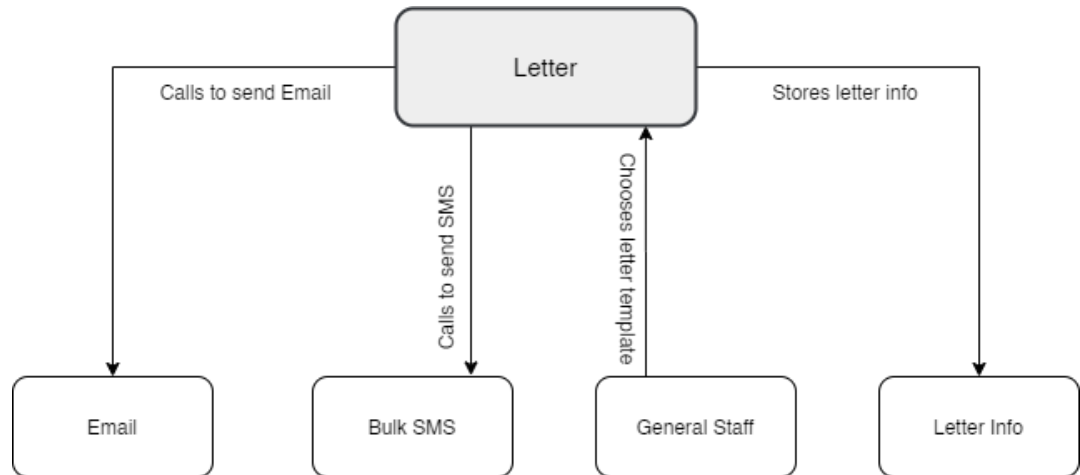 Letter
Calls to send Email
Stores letter info
Calls to send SMS
Chooses letter template
Email
Bulk SMS
General Staff
Letter Info